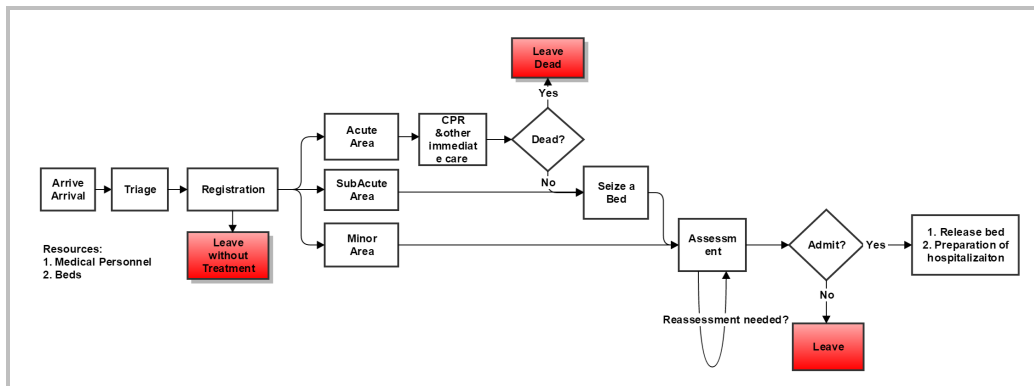 Leave
Dead
Yes
Acute
Area
CPR
&other
immediat
e care
Dead?
No
Arrive
Arrival
Triage
Registration
SubAcute
Area
Seize a
Bed
Leave
without
Treatment
Minor
Area
Assessm
ent
Admit?
Yes
1. Release bed
2. Preparation of
hospitalizaiton
Resources:
1. Medical Personnel
2. Beds
No
Reassessment needed?
Leave